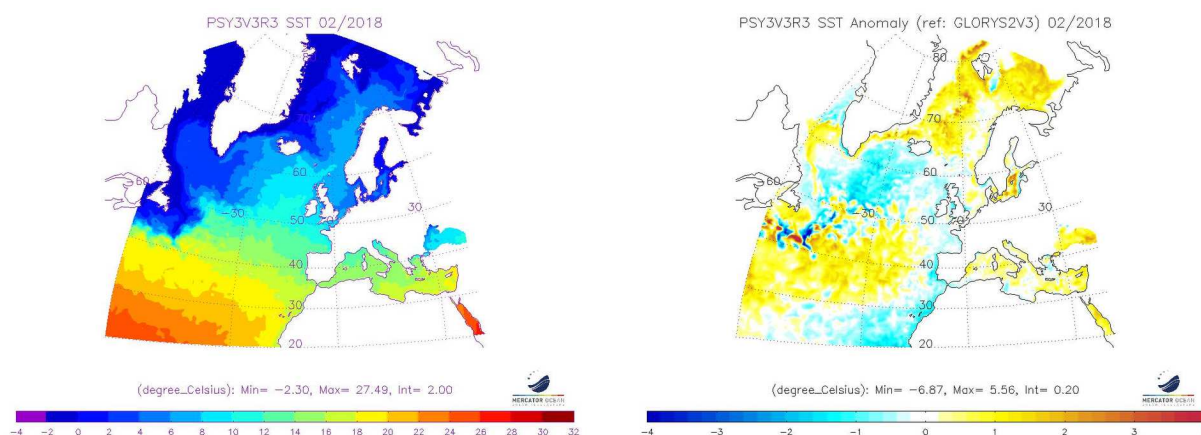 PSY3V3R3 SST 02/2018
80
70
60
-60
-30
30
50
40
30
20
(degree_Celsius): Min= -2.30, Max= 27.49, Int= 2.00
MERCATOR OCEAN
-4 -2 0 2 4 6 8 10 12 14 16 18 20 22 24 26 28 30 32
PSY3V3R3 SST Anomaly (ref: GLORYS2V3) 02/2018
80
70
60
-60
-30
30
50
40
30
20
(degree_Celsius): Min= -6.87, Max= 5.56, Int= 0.20
MERCATOR OCEAN
-4 -3 -2 -1 0 1 2 3